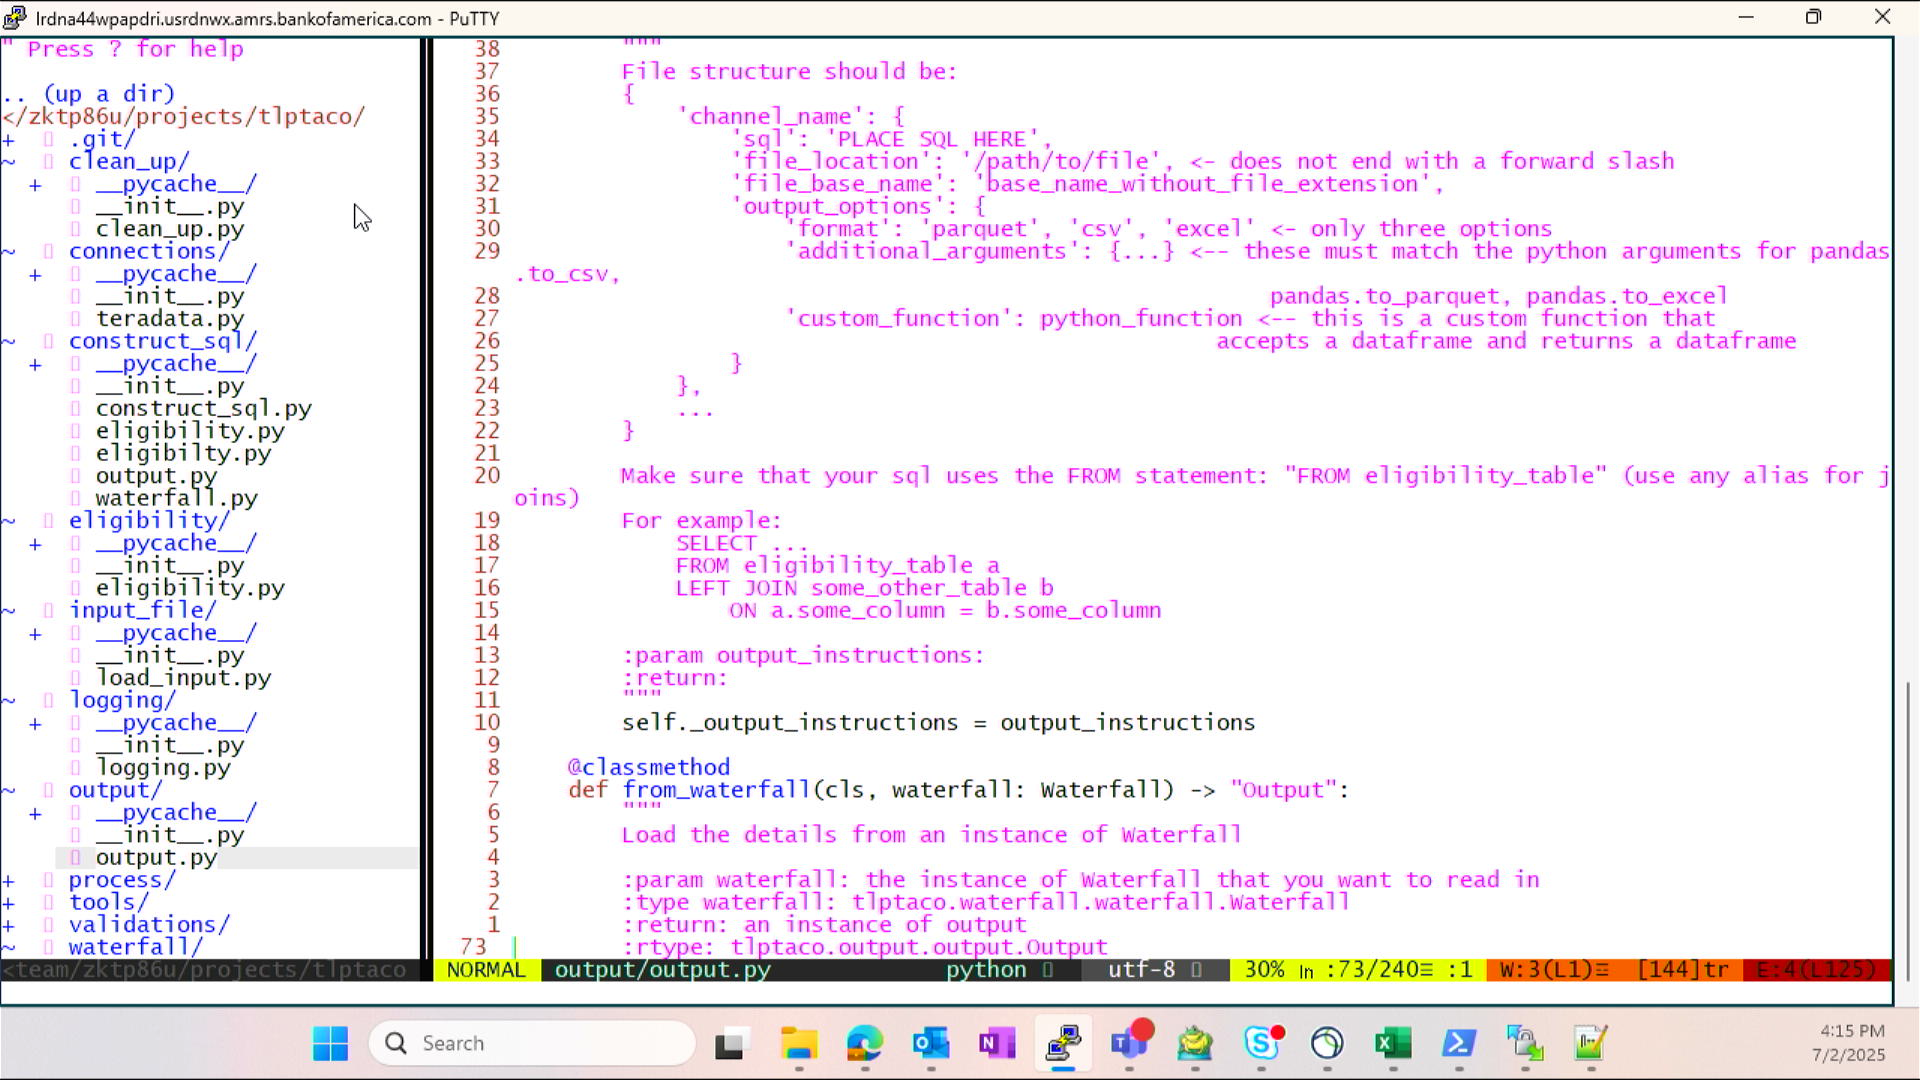 lrdna44wpapdri.usrdnwx.amrs.bankofamerica.com - PuTTY
" Press ? for help
.. (up a dir)
</zktp86u/projects/tlptaco/
+ .git/
~ clean_up/
+ __pycache__/
__init__.py
clean_up.py
~ connections/
+ __pycache__/
__init__.py
teradata.py
~ construct_sql/
+ __pycache__/
__init__.py
construct_sql.py
eligibility.py
eligibilty.py
output.py
waterfall.py
~ eligibility/
+ __pycache__/
__init__.py
eligibility.py
~ input_file/
+ __pycache__/
__init__.py
load_input.py
~ logging/
+ __pycache__/
__init__.py
logging.py
~ output/
+ __pycache__/
__init__.py
output.py
+ process/
+ tools/
+ validations/
~ waterfall/
<team/zktp86u/projects/tlptaco
38 """
37 File structure should be:
36 {
35 'channel_name': {
34 'sql': 'PLACE SQL HERE',
33 'file_location': '/path/to/file', <- does not end with a forward slash
32 'file_base_name': 'base_name_without_file_extension',
31 'output_options': {
30 'format': 'parquet', 'csv', 'excel' <- only three options
29 'additional_arguments': {...} <-- these must match the python arguments for pandas
.to_csv,
28 pandas.to_parquet, pandas.to_excel
27 'custom_function': python_function <-- this is a custom function that
26 accepts a dataframe and returns a dataframe
25 }
24 },
23 ...
22 }
21
20 Make sure that your sql uses the FROM statement: "FROM eligibility_table" (use any alias for j
oins)
19 For example:
18 SELECT ...
17 FROM eligibility_table a
16 LEFT JOIN some_other_table b
15 ON a.some_column = b.some_column
14
13 :param output_instructions:
12 :return:
11 """
10 self._output_instructions = output_instructions
9
8 @classmethod
7 def from_waterfall(cls, waterfall: Waterfall) -> "Output":
6 """
5 Load the details from an instance of Waterfall
4
3 :param waterfall: the instance of Waterfall that you want to read in
2 :type waterfall: tlptaco.waterfall.waterfall.Waterfall
1 :return: an instance of output
73 :rtype: tlptaco.output.output.Output
NORMAL output/output.py python utf-8 30% ln :73/240≡ :1 W:3(L1) [144]tr E:4(L125)
Search
4:15 PM
7/2/2025